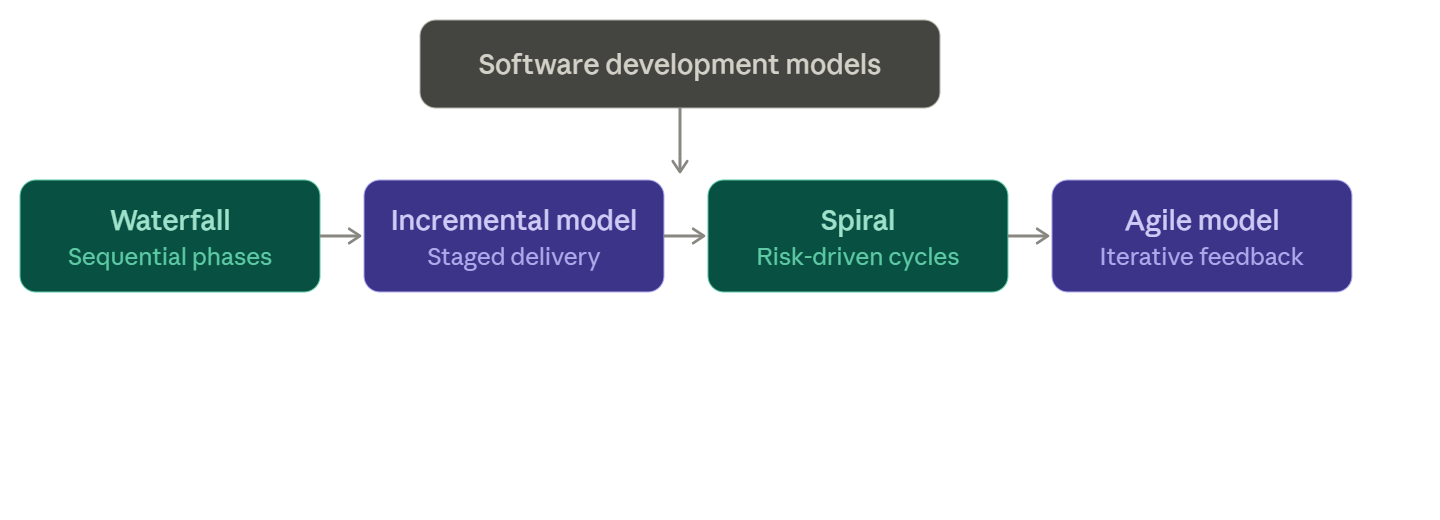 Software development models
Waterfall
Sequential phases
Incremental model
Staged delivery
Spiral
Risk-driven cycles
Agile model
Iterative feedback